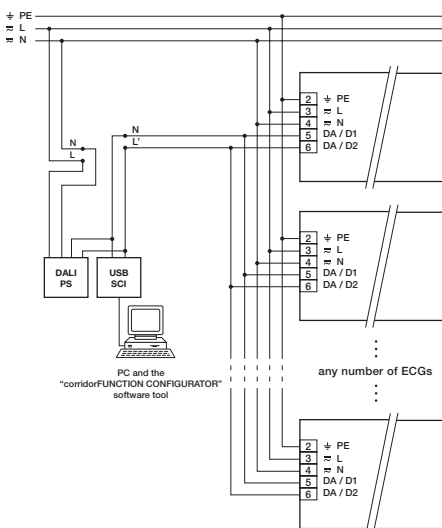 ⏚ PE
≂ L
≂ N
2 ⏚ PE
3 ≂ L
4 ≂ N
5 DA / D1
6 DA / D2
N
L'
N
L
2 ⏚ PE
3 ≂ L
4 ≂ N
5 DA / D1
6 DA / D2
DALI
PS
USB
SCI
PC and the
“corridorFUNCTION CONFIGURATOR”
software tool
any number of ECGs
2 ⏚ PE
3 ≂ L
4 ≂ N
5 DA / D1
6 DA / D2